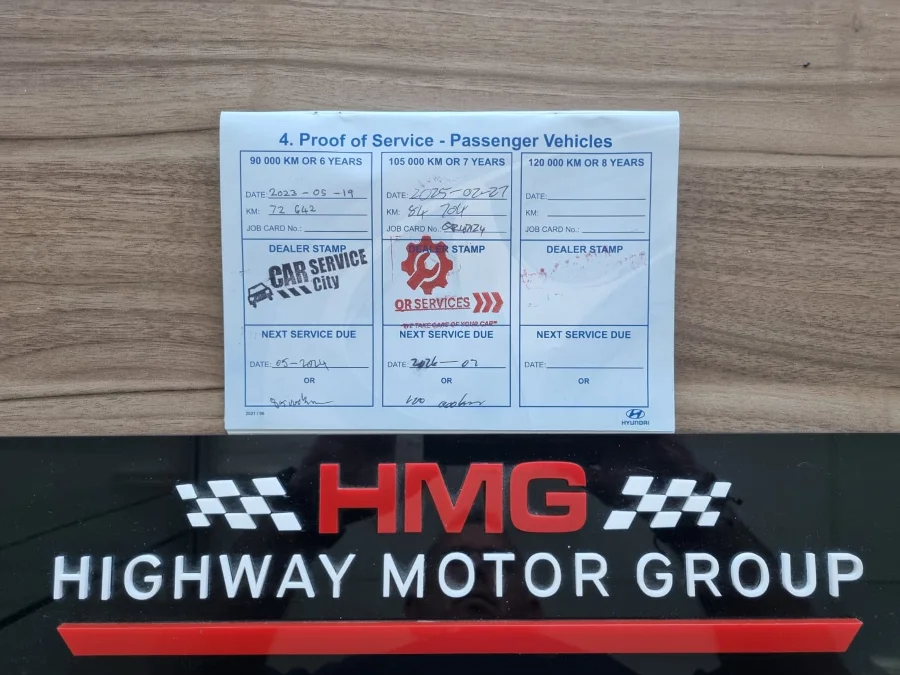 4. Proof of Service - Passenger Vehicles
90 000 KM OR 6 YEARS
DATE: 2023-05-19
KM: 72 642
JOB CARD No.:
DEALER STAMP
CAR SERVICE
City
NEXT SERVICE DUE
DATE: 05-2024
OR
105 000 KM OR 7 YEARS
DATE: 2025-02-27
KM: 84 704
JOB CARD No.
DEALER STAMP
QR SERVICES
"WE TAKE CARE OF YOUR CAR"
NEXT SERVICE DUE
DATE: 2026-02
OR
100 000km
120 000 KM OR 8 YEARS
DATE:
KM:
JOB CARD No.:
DEALER STAMP
NEXT SERVICE DUE
DATE:
OR
HYUNDAI
HMG
HIGHWAY MOTOR GROUP